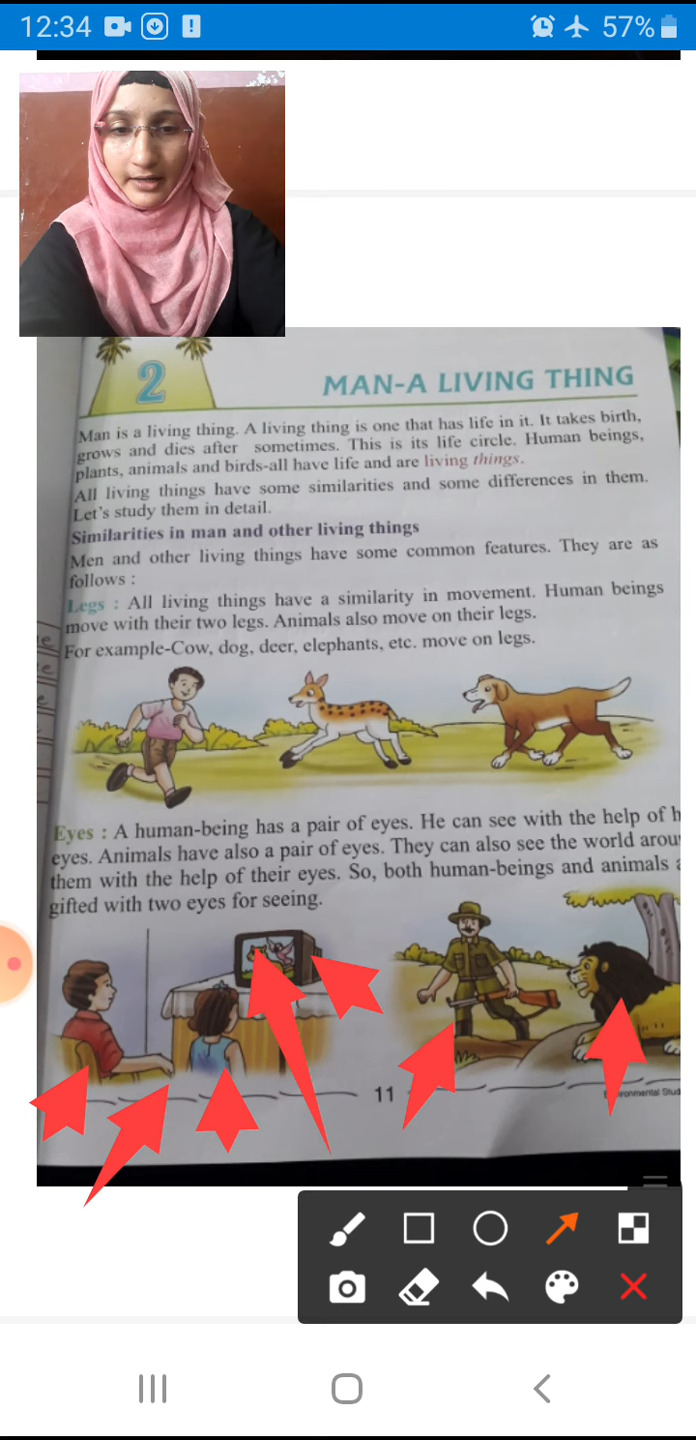 12:34
57%
2
MAN-A LIVING THING
Man is a living thing. A living thing is one that has life in it. It takes birth,
grows and dies after sometimes. This is its life circle. Human beings,
plants, animals and birds-all have life and are living things.
All living things have some similarities and some differences in them.
Let's study them in detail.
Similarities in man and other living things
Men and other living things have some common features. They are as
follows :
Legs : All living things have a similarity in movement. Human beings
move with their two legs. Animals also move on their legs.
For example-Cow, dog, deer, elephants, etc. move on legs.
Eyes : A human-being has a pair of eyes. He can see with the help of h
eyes. Animals have also a pair of eyes. They can also see the world arou
them with the help of their eyes. So, both human-beings and animals a
gifted with two eyes for seeing.
11